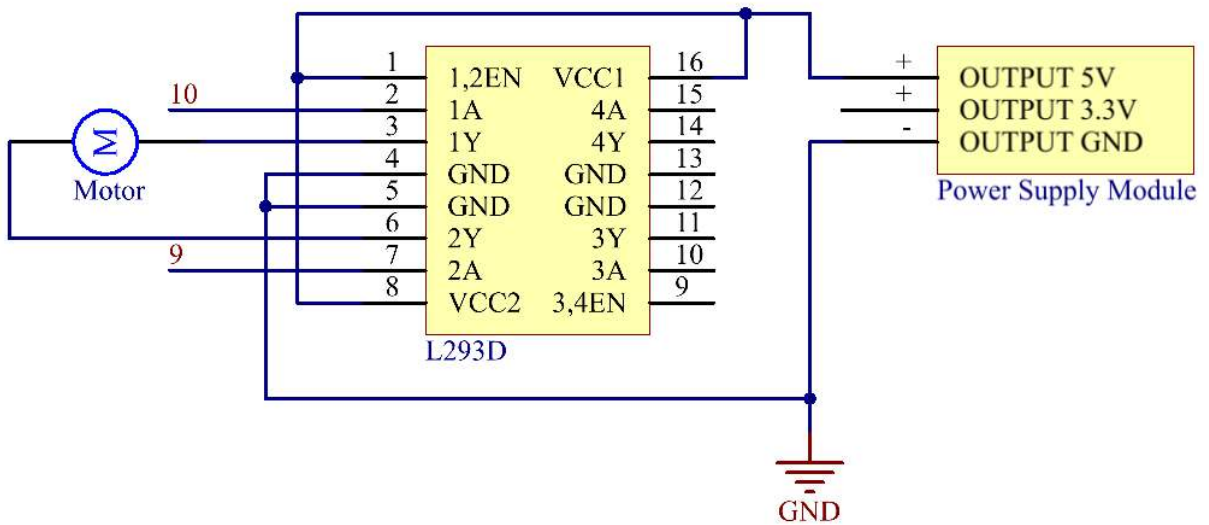 1 1,2EN VCC1 16
10 2 1A 4A 15
3 1Y 4Y 14
4 GND GND 13
5 GND GND 12
6 2Y 3Y 11
9 7 2A 3A 10
8 VCC2 3,4EN 9
L293D
M
Motor
+ OUTPUT 5V
+ OUTPUT 3.3V
- OUTPUT GND
Power Supply Module
GND